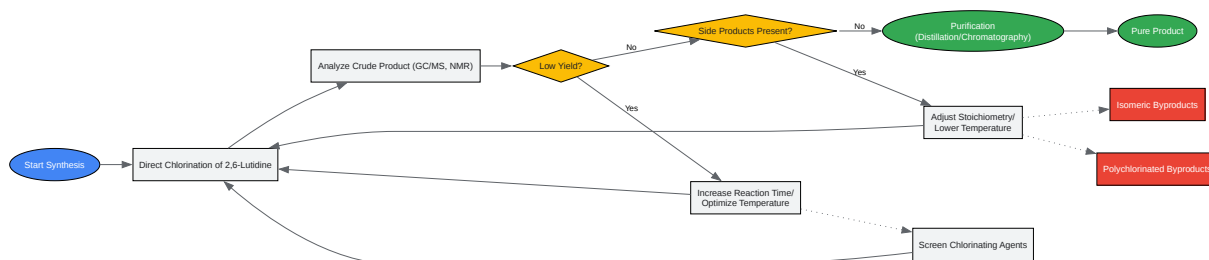 Start Synthesis
Direct Chlorination of 2,6-Lutidine
Analyze Crude Product (GC/MS, NMR)
Low Yield?
No
Yes
Side Products Present?
No
Yes
Purification
(Distillation/Chromatography)
Pure Product
Adjust Stoichiometry/
Lower Temperature
Isomeric Byproducts
Polychlorinated Byproducts
Increase Reaction Time/
Optimize Temperature
Screen Chlorinating Agents